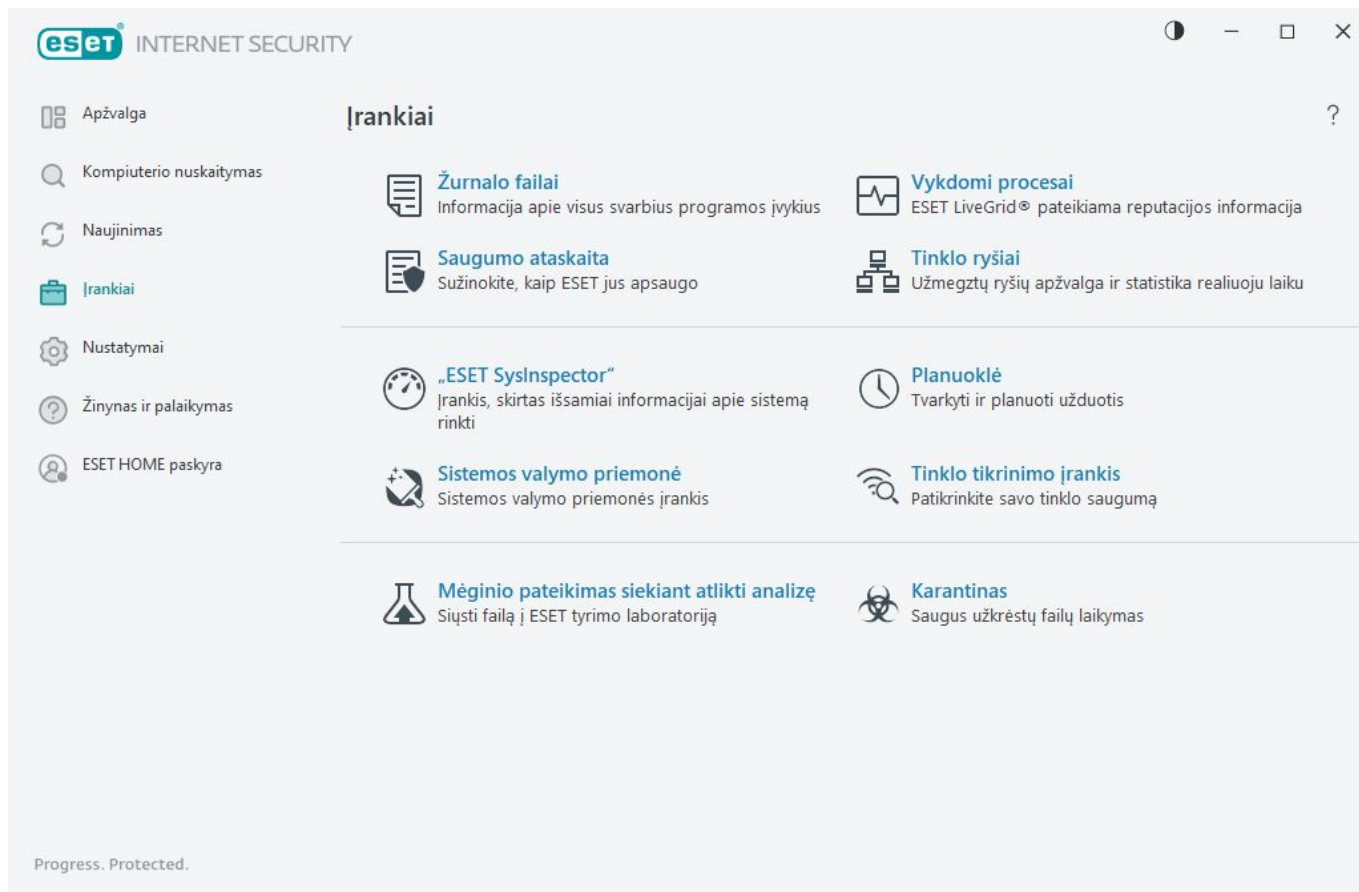 eset® INTERNET SECURITY
Apžvalga
Kompiuterio nuskaitymas
Naujinimas
Įrankiai
Nustatymai
Žinynas ir palaikymas
ESET HOME paskyra
Įrankiai
?
Žurnalo failai
Informacija apie visus svarbius programos įvykius
Vykdomi procesai
ESET LiveGrid® pateikiama reputacijos informacija
Saugumo ataskaita
Sužinokite, kaip ESET jus apsaugo
Tinklo ryšiai
Užmegztų ryšių apžvalga ir statistika realiuoju laiku
„ESET SysInspector“
Įrankis, skirtas išsamiai informacijai apie sistemą
rinkti
Planuoklė
Tvarkyti ir planuoti užduotis
Sistemos valymo priemonė
Sistemos valymo priemonės įrankis
Tinklo tikrinimo įrankis
Patikrinkite savo tinklo saugumą
Mėginio pateikimas siekiant atlikti analizę
Siųsti failą į ESET tyrimo laboratoriją
Karantinas
Saugus užkrėstų failų laikymas
Progress. Protected.